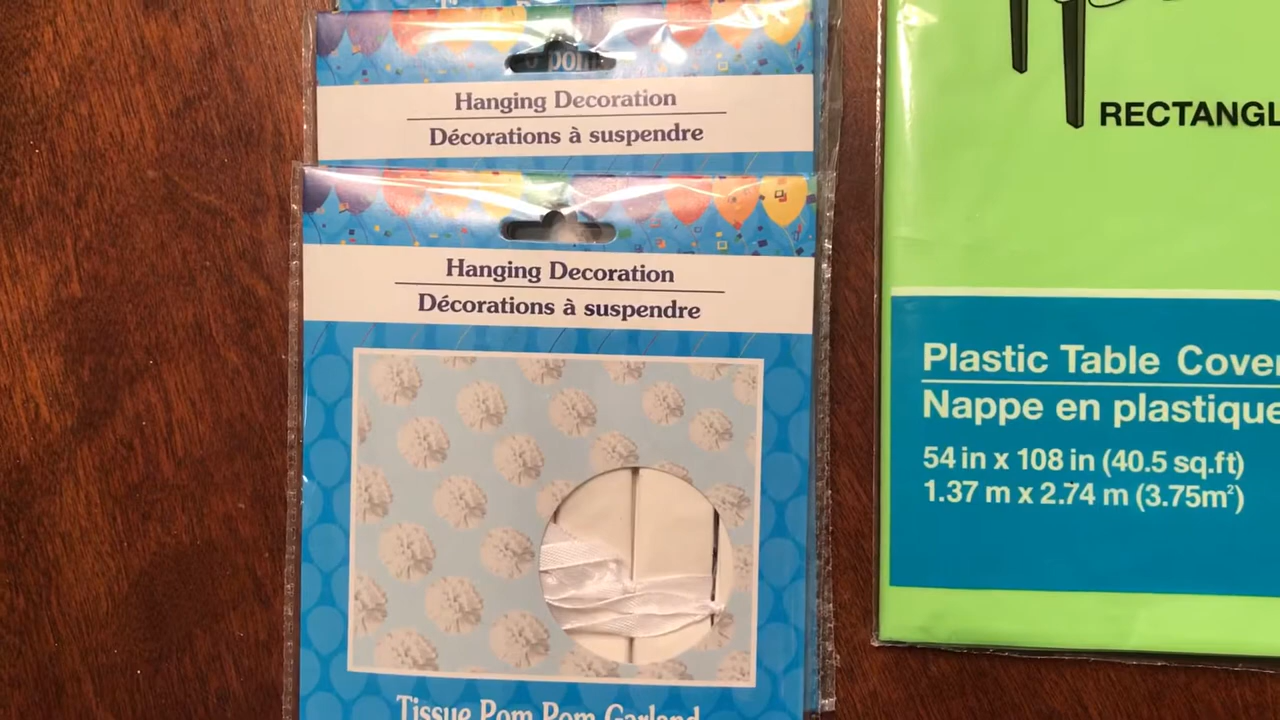 Hanging Decoration
Décorations à suspendre
Hanging Decoration
Décorations à suspendre
Tissue Pom Pom Garland
RECTANGL
Plastic Table Cover
Nappe en plastique
54 in x 108 in (40.5 sq.ft)
1.37 m x 2.74 m (3.75m²)